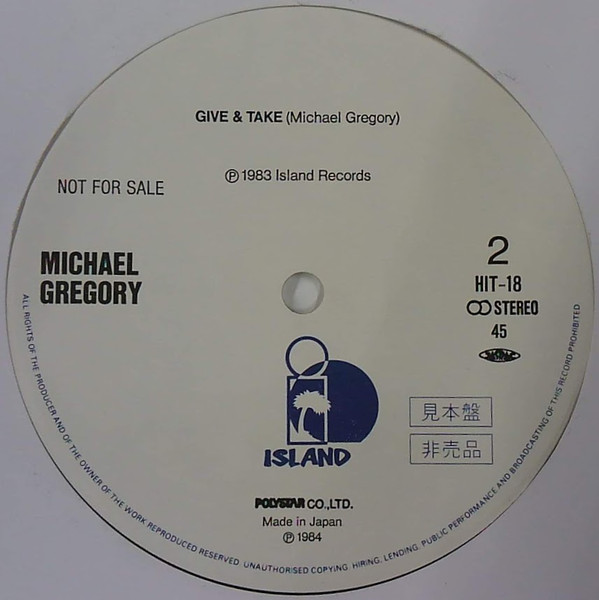 GIVE & TAKE (Michael Gregory)
℗ 1983 Island Records
NOT FOR SALE
MICHAEL
GREGORY
2
HIT-18
STEREO
45
ISLAND
見本盤
非売品
POLYSTAR CO.,LTD.
Made in Japan
℗ 1984
ALL RIGHTS OF THE PRODUCER AND OF THE OWNER OF THE WORK REPRODUCED RESERVED. UNAUTHORISED COPYING, HIRING, LENDING, PUBLIC PERFORMANCE AND BROADCASTING OF THIS RECORD PROHIBITED